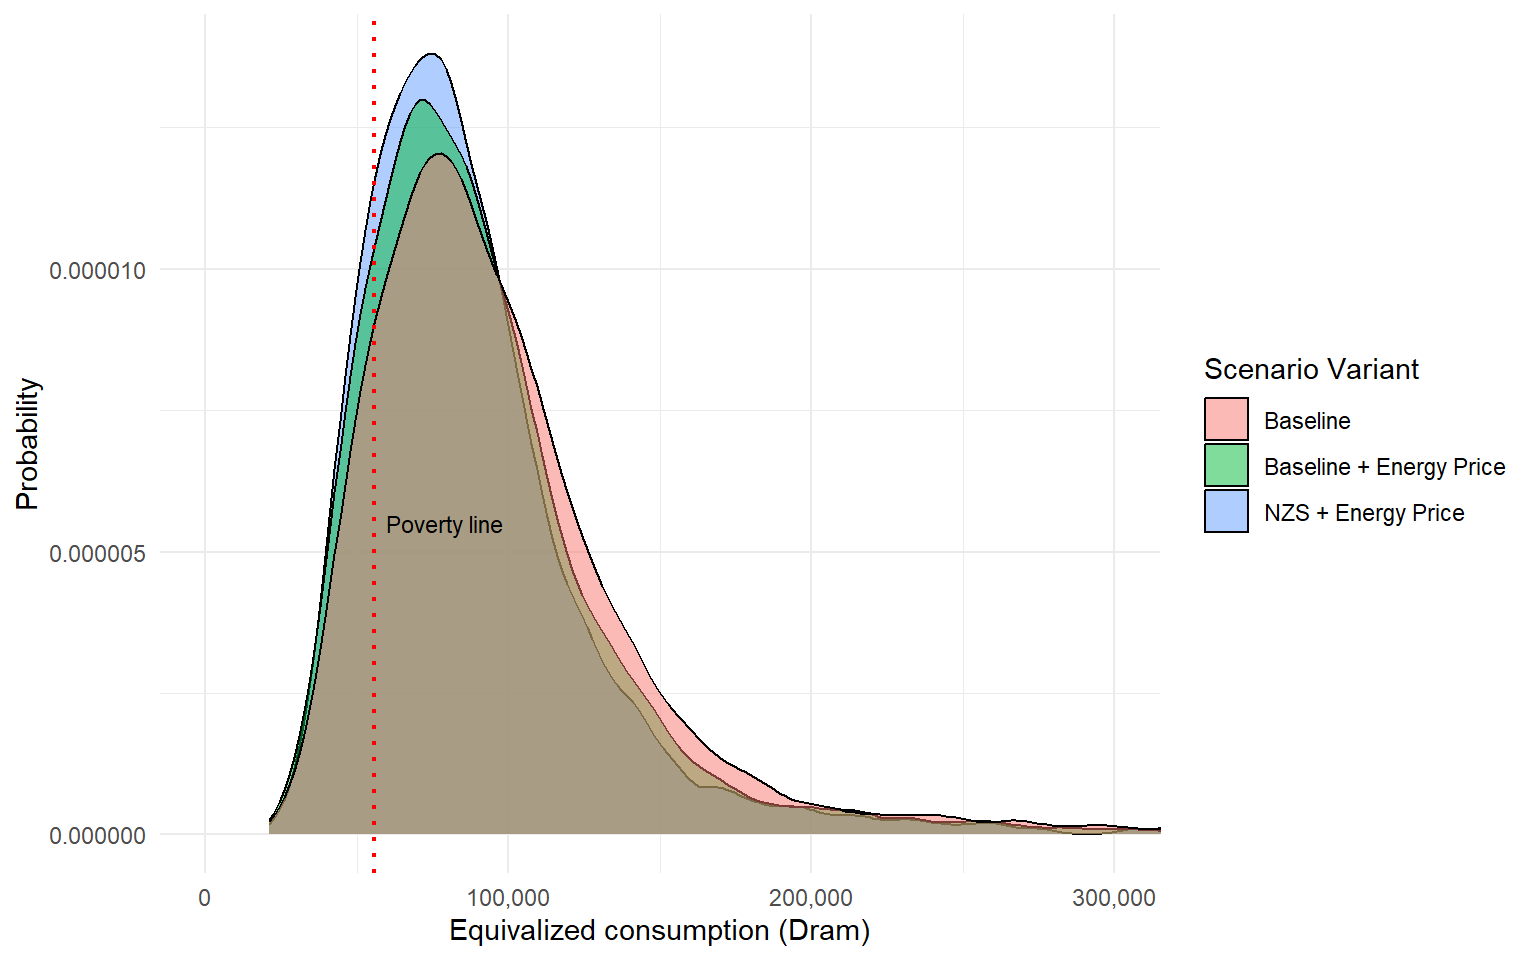 Probability
0.000010
0.000005
0.000000
Poverty line
0
100,000
200,000
300,000
Equivalized consumption (Dram)
Scenario Variant
Baseline
Baseline + Energy Price
NZS + Energy Price